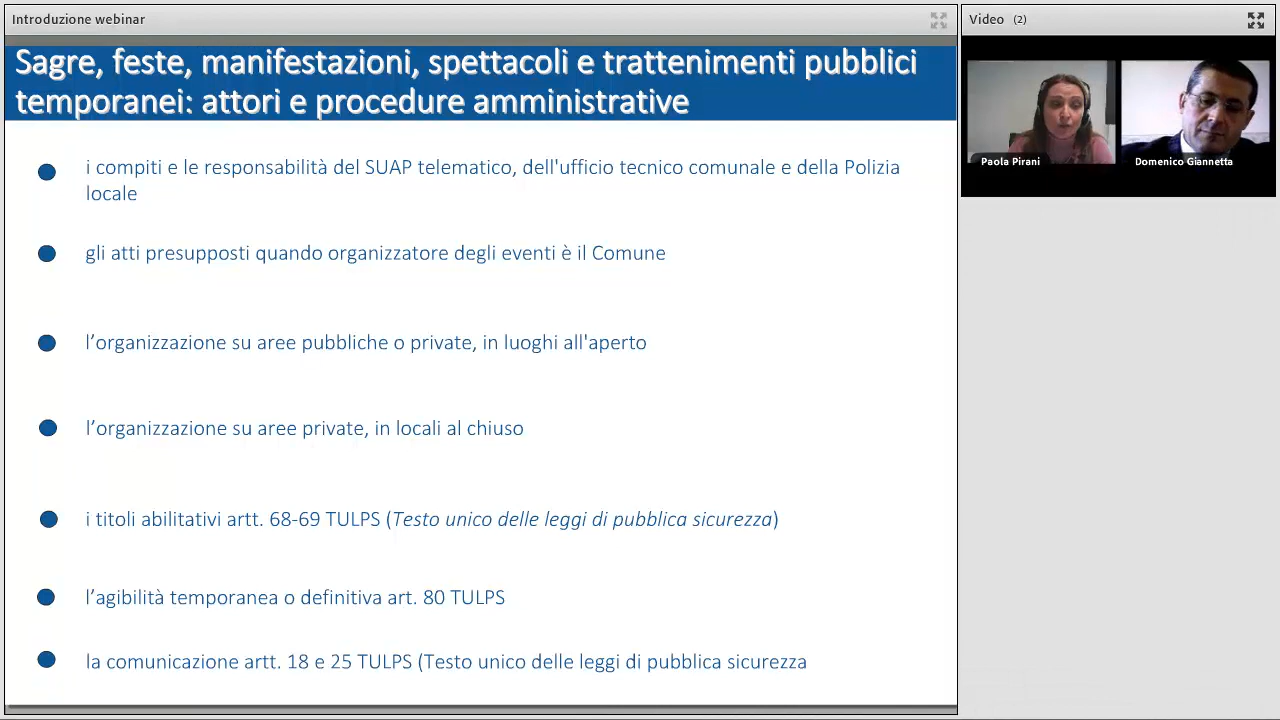 Introduzione webinar
Video (2)
Sagre, feste, manifestazioni, spettacoli e trattenimenti pubblici
temporanei: attori e procedure amministrative
Paola Pirani
Domenico Giannetta
i compiti e le responsabilità del SUAP telematico, dell'ufficio tecnico comunale e della Polizia
locale
gli atti presupposti quando organizzatore degli eventi è il Comune
l’organizzazione su aree pubbliche o private, in luoghi all'aperto
l’organizzazione su aree private, in locali al chiuso
i titoli abilitativi artt. 68-69 TULPS (Testo unico delle leggi di pubblica sicurezza)
l’agibilità temporanea o definitiva art. 80 TULPS
la comunicazione artt. 18 e 25 TULPS (Testo unico delle leggi di pubblica sicurezza